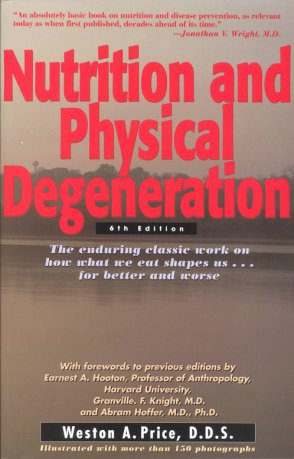 "An absolutely basic book on nutrition and disease prevention, as relevant
today as when first published, decades ahead of its time."
—Jonathan V. Wright, M.D.
Nutrition and
Physical
Degeneration
6th Edition
The enduring classic work on
how what we eat shapes us . . .
for better and worse
With forewords to previous editions by
Earnest A. Hooton, Professor of Anthropology,
Harvard University,
Granville. F. Knight, M.D.
and Abram Hoffer, M.D., Ph.D.
Weston A. Price, D.D.S.
Illustrated with more than 150 photographs